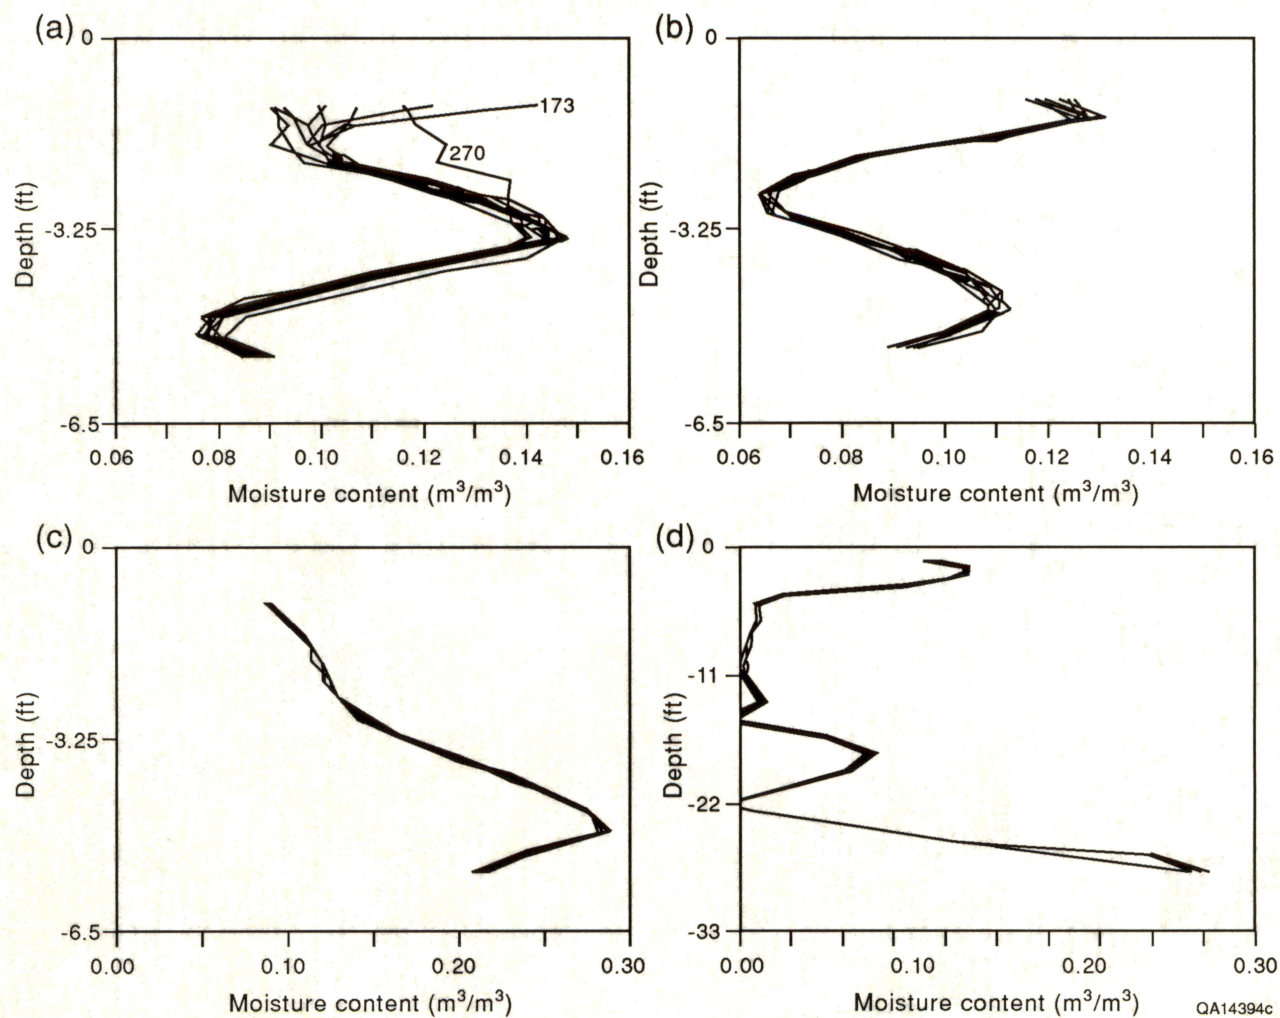 (a) 0 (b) 0
173
270
Depth (ft) -3.25 Depth (ft) -3.25
-6.5 -6.5
0.06 0.08 0.10 0.12 0.14 0.16 0.06 0.08 0.10 0.12 0.14 0.16
Moisture content (m³/m³) Moisture content (m³/m³)
(c) 0 (d) 0
-11
Depth (ft) -3.25 Depth (ft)
-22
-6.5 -33
0.00 0.10 0.20 0.30 0.00 0.10 0.20 0.30
Moisture content (m³/m³) Moisture content (m³/m³)
QA14394c